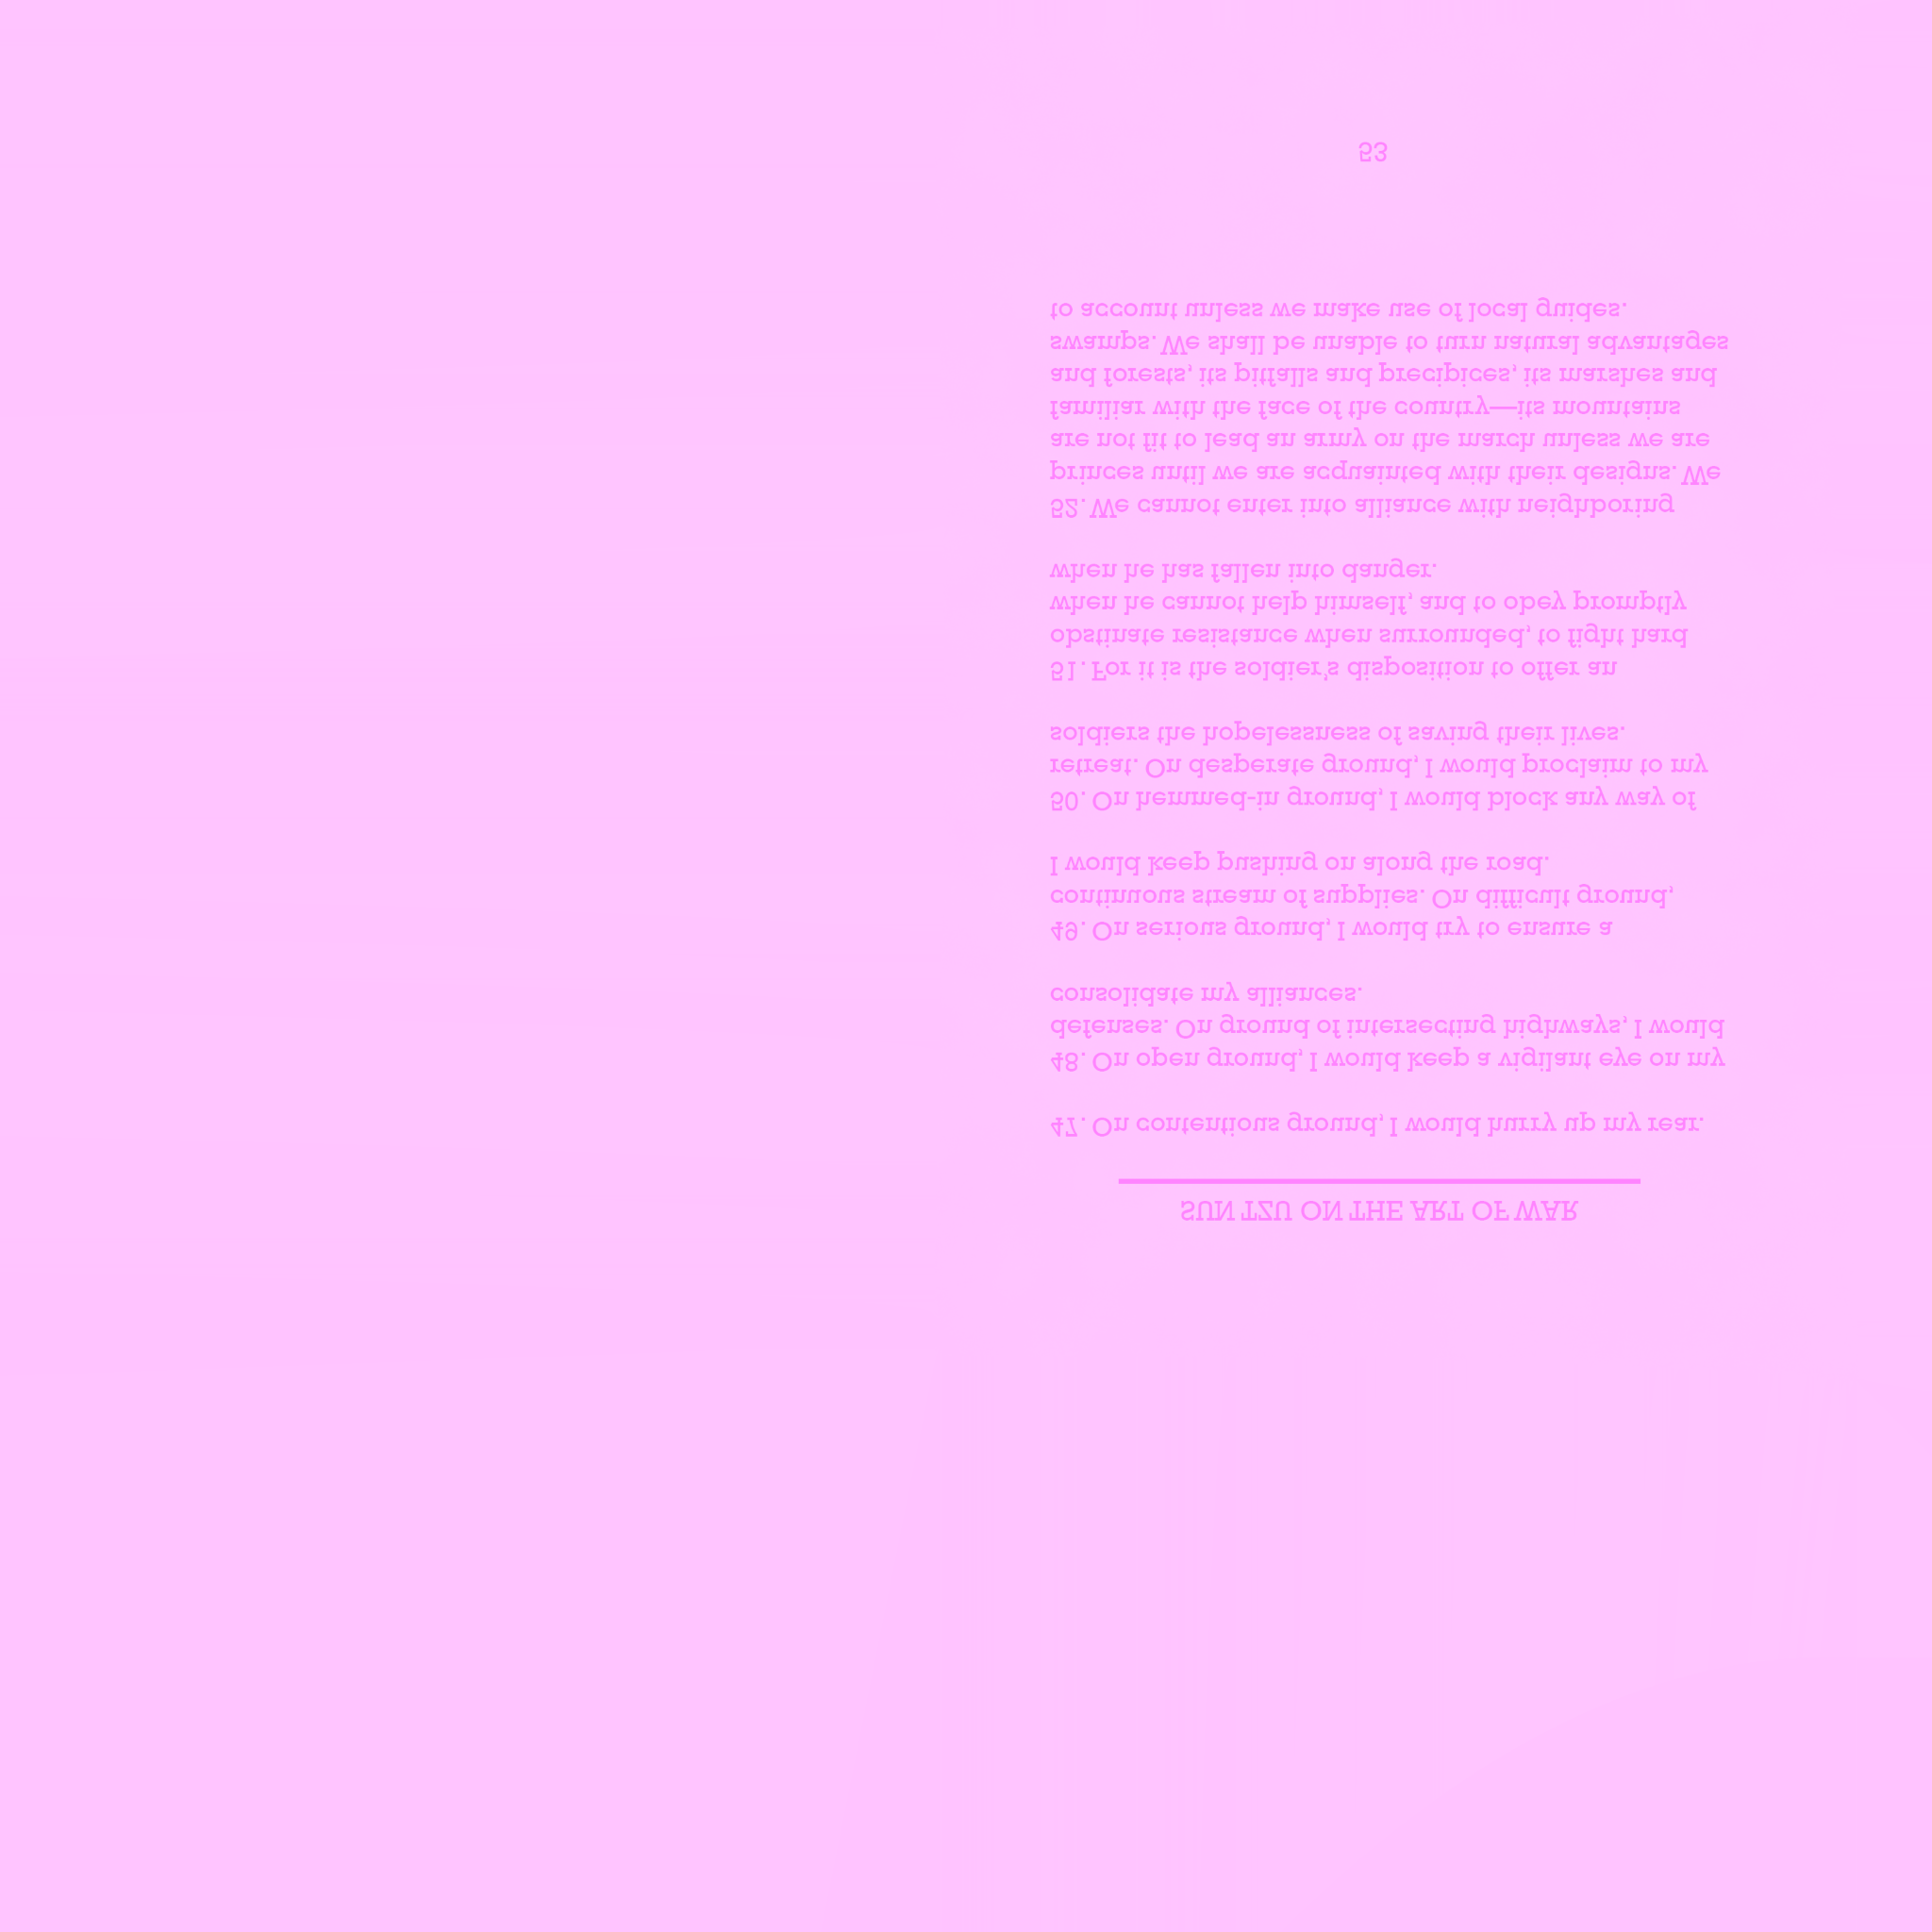 SUN TZU ON THE ART OF WAR
47. On contentious ground, I would hurry up my rear.
48. On open ground, I would keep a vigilant eye on my
defenses. On ground of intersecting highways, I would
consolidate my alliances.
49. On serious ground, I would try to ensure a
continuous stream of supplies. On difficult ground,
I would keep pushing on along the road.
50. On hemmed-in ground, I would block any way of
retreat. On desperate ground, I would proclaim to my
soldiers the hopelessness of saving their lives.
51. For it is the soldier's disposition to offer an
obstinate resistance when surrounded, to fight hard
when he cannot help himself, and to obey promptly
when he has fallen into danger.
52. We cannot enter into alliance with neighboring
princes until we are acquainted with their designs. We
are not fit to lead an army on the march unless we are
familiar with the face of the country—its mountains
and forests, its pitfalls and precipices, its marshes and
swamps. We shall be unable to turn natural advantages
to account unless we make use of local guides.
53